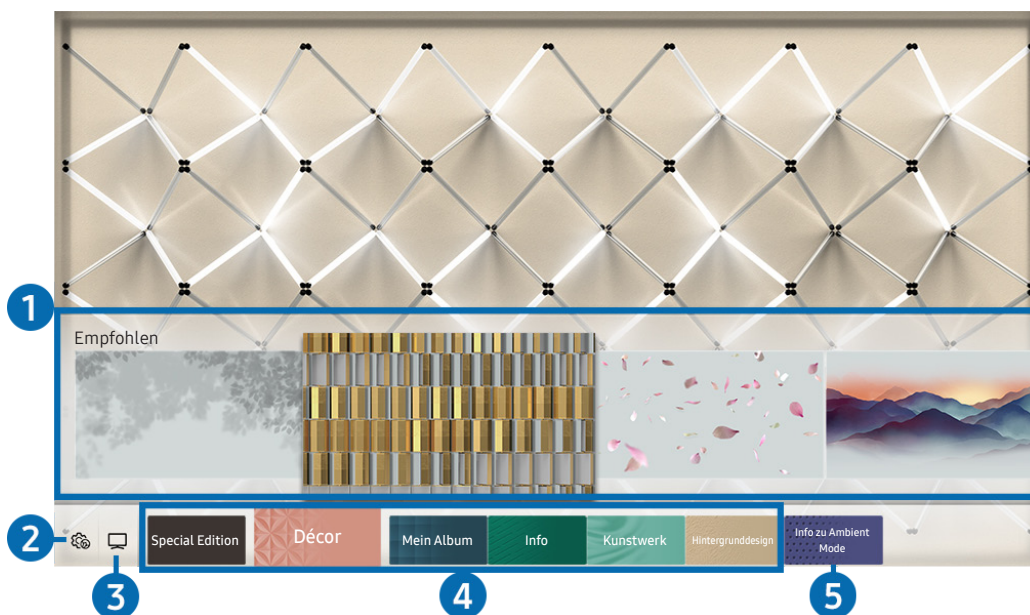 1
Empfohlen
2
3
Special Edition
Décor
Mein Album
Info
Kunstwerk
Hintergrunddesign
Info zu Ambient
Mode
4
5